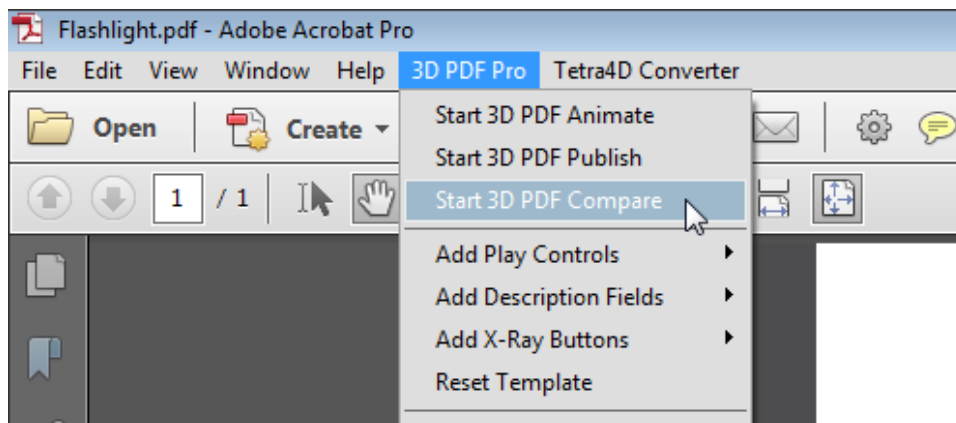 Flashlight.pdf - Adobe Acrobat Pro
File Edit View Window Help 3D PDF Pro Tetra4D Converter
Open Create
1 / 1
Start 3D PDF Animate
Start 3D PDF Publish
Start 3D PDF Compare
Add Play Controls
Add Description Fields
Add X-Ray Buttons
Reset Template